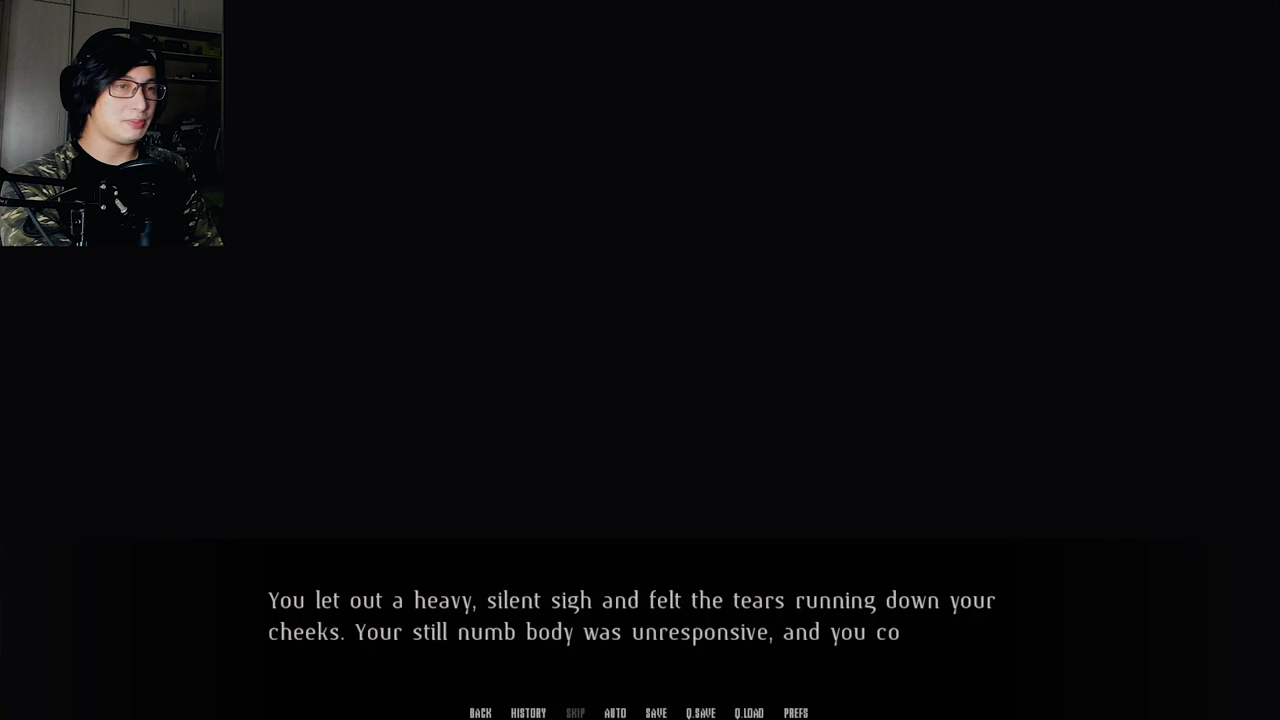 You let out a heavy, silent sigh and felt the tears running down your
cheeks. Your still numb body was unresponsive, and you co
BACK HISTORY SKIP AUTO SAVE Q.SAVE Q.LOAD PREFS